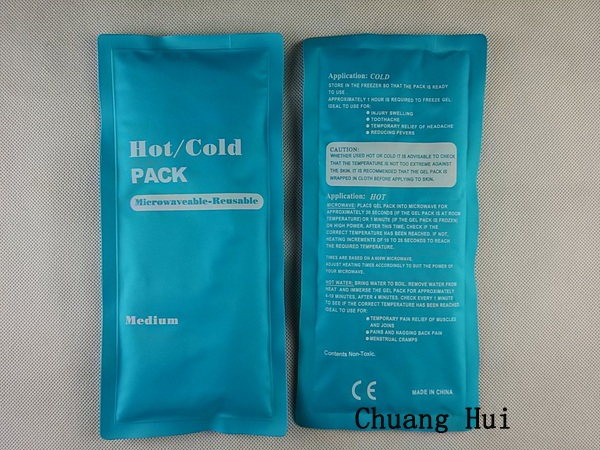 Hot/Cold
PACK
Microwaveable-Reusable
Medium
Application: COLD
STORE IN THE FREEZER SO THAT THE PACK IS READY
TO USE.
APPROXIMATELY 1 HOUR IS REQUIRED TO FREEZE GEL.
IDEAL TO USE FOR:
● INJURY SWELLING
● TOOTHACHE
● TEMPORARY RELIEF OF HEADACHE
● REDUCING FEVERS
CAUTION:
WHETHER USED HOT OR COLD IT IS ADVISABLE TO CHECK
THAT THE TEMPERATURE IS NOT TOO EXTREME AGAINST
THE SKIN. IT IS RECOMMENDED THAT THE GEL PACK IS
WRAPPED IN CLOTH BEFORE APPLYING TO SKIN.
Application: HOT
MICROWAVE: PLACE GEL PACK INTO MICROWAVE FOR
APPROXIMATELY 30 SECONDS (IF THE GEL PACK IS AT ROOM
TEMPERATURE) OR 1 MINUTE (IF THE GEL PACK IS FROZEN)
ON HIGH POWER. AFTER THIS TIME, CHECK IF THE
CORRECT TEMPERATURE HAS BEEN REACHED. IF NOT,
HEATING INCREMENTS OF 10 TO 20 SECONDS TO REACH
THE REQUIRED TEMPERATURE.
TIMES ARE BASED ON A 600W MICROWAVE.
ADJUST HEATING TIMES ACCORDINGLY TO SUIT THE POWER OF
YOUR MICROWAVE.
HOT WATER: BRING WATER TO BOIL. REMOVE WATER FROM
HEAT AND IMMERSE THE GEL PACK FOR APPROXIMATELY
MINUTES, AFTER 4 MINUTES, CHECK EVERY 1 MINUTE
TO SEE IF THE CORRECT TEMPERATURE HAS BEEN REACHED
IDEAL TO USE FOR:
● TEMPORARY PAIN RELIEF OF MUSCLES
AND JOINS
● PAINS AND NAGGING BACK PAIN
● MENSTRUAL CRAMPS
Contents Non-Toxic.
CE
MADE IN CHINA
Chuang Hui